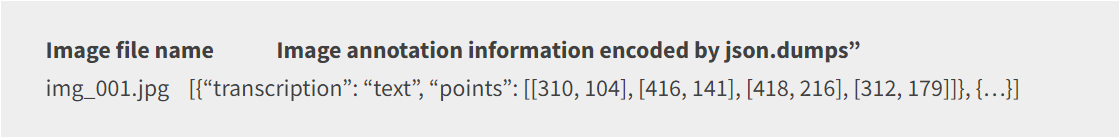 Image file name Image annotation information encoded by json.dumps”
img_001.jpg [{“transcription”: “text”, “points”: [[310, 104], [416, 141], [418, 216], [312, 179]]}, {…}]